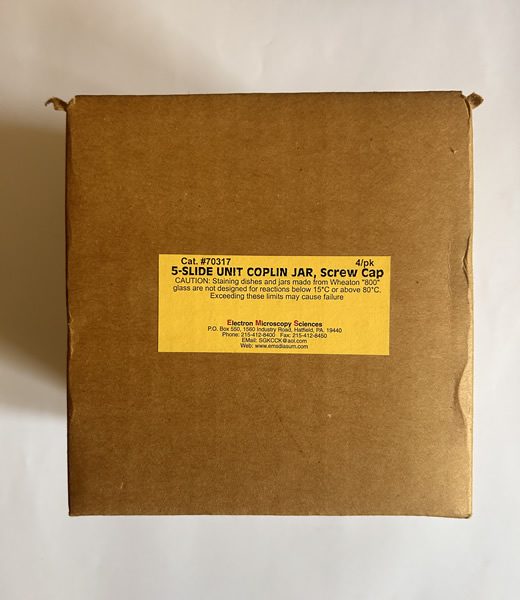 Cat. #70317 4/pk
5-SLIDE UNIT COPLIN JAR, Screw Cap
CAUTION: Staining dishes and jars made from Wheaton "800"
glass are not designed for reactions below 15°C or above 80°C.
Exceeding these limits may cause failure
Electron Microscopy Sciences
P.O. Box 550, 1560 Industry Road, Hatfield, PA. 19440
Phone: 215-412-8400 Fax: 215-412-8450
EMail: SGKCCK@aol.com
Web: www.emsdiasum.com